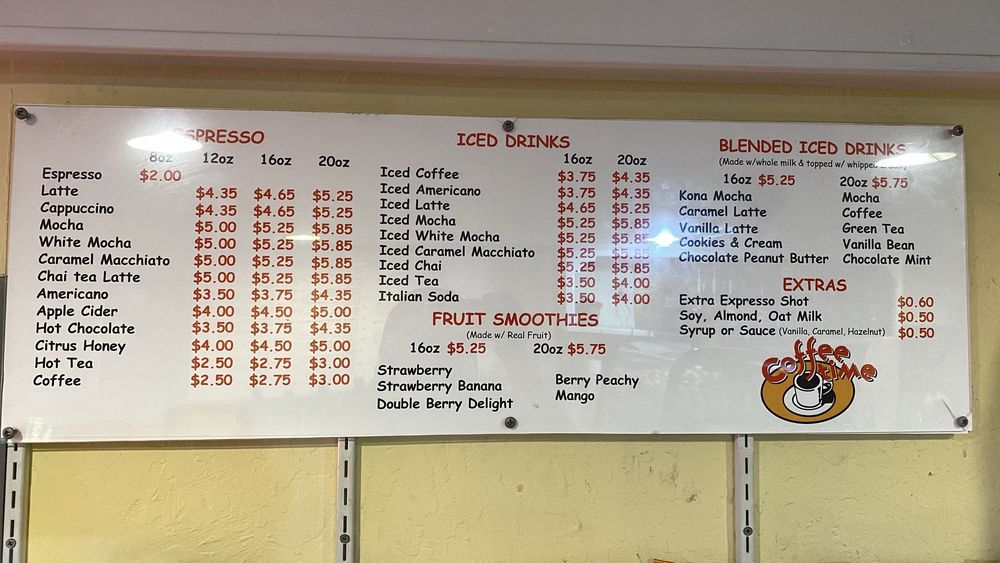 ESPRESSO
8oz 12oz 16oz 20oz
Espresso $2.00
Latte $4.35 $4.65 $5.25
Cappuccino $4.35 $4.65 $5.25
Mocha $5.00 $5.25 $5.85
White Mocha $5.00 $5.25 $5.85
Caramel Macchiato $5.00 $5.25 $5.85
Chai tea Latte $5.00 $5.25 $5.85
Americano $3.50 $3.75 $4.35
Apple Cider $4.00 $4.50 $5.00
Hot Chocolate $3.50 $3.75 $4.35
Citrus Honey $4.00 $4.50 $5.00
Hot Tea $2.50 $2.75 $3.00
Coffee $2.50 $2.75 $3.00
ICED DRINKS
16oz 20oz
Iced Coffee $3.75 $4.35
Iced Americano $3.75 $4.35
Iced Latte $4.65 $5.25
Iced Mocha $5.25 $5.85
Iced White Mocha $5.25 $5.85
Iced Caramel Macchiato $5.25 $5.85
Iced Chai $5.25 $5.85
Iced Tea $3.50 $4.00
Italian Soda $3.50 $4.00
FRUIT SMOOTHIES
(Made w/ Real Fruit)
16oz $5.25 20oz $5.75
Strawberry
Strawberry Banana
Double Berry Delight
Berry Peachy
Mango
BLENDED ICED DRINKS
(Made w/whole milk & topped w/ whipped cream)
16oz $5.25 20oz $5.75
Kona Mocha Mocha
Caramel Latte Coffee
Vanilla Latte Green Tea
Cookies & Cream Vanilla Bean
Chocolate Peanut Butter Chocolate Mint
EXTRAS
Extra Expresso Shot $0.60
Soy, Almond, Oat Milk $0.50
Syrup or Sauce (Vanilla, Caramel, Hazelnut) $0.50
Coffee
Time